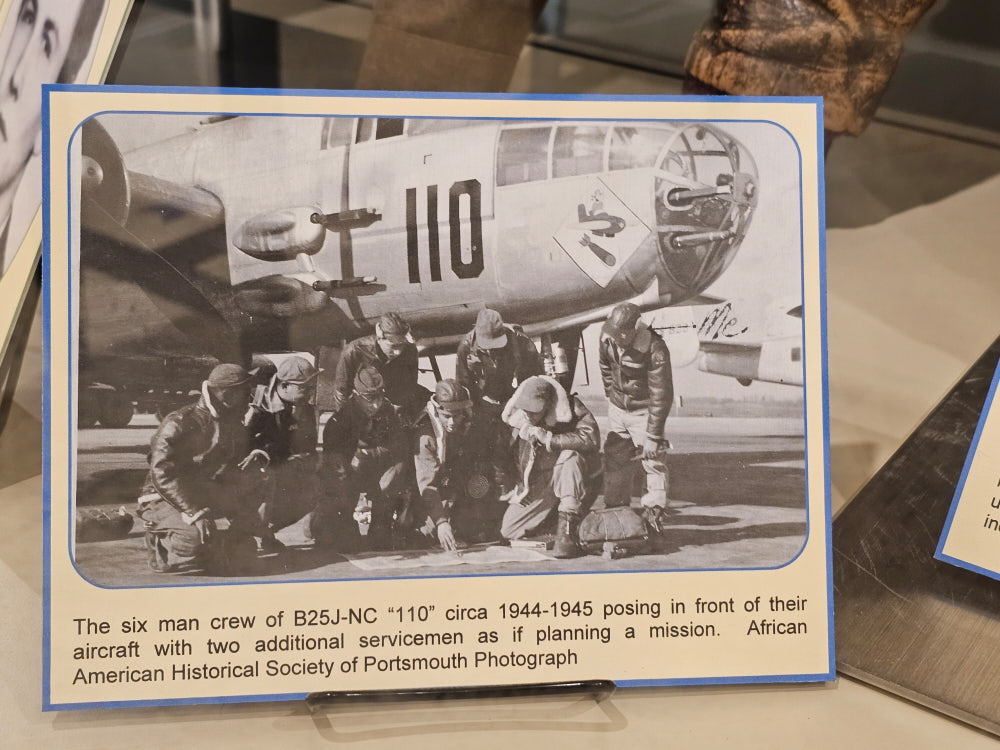 110
Me.
The six man crew of B25J-NC “110” circa 1944-1945 posing in front of their
aircraft with two additional servicemen as if planning a mission. African
American Historical Society of Portsmouth Photograph